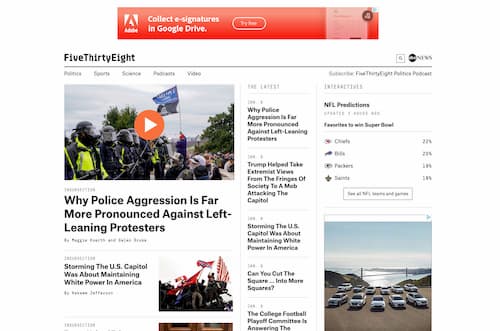 Adobe
Collect e-signatures
in Google Drive.
Try free
FiveThirtyEight
abc NEWS
Politics Sports Science Podcasts Video
Subscribe: FiveThirtyEight Politics Podcast
INSURRECTION
Why Police Aggression Is Far
More Pronounced Against Left-
Leaning Protesters
By Maggie Koerth and Amelia Thomson-DeVeaux
INSURRECTION
Storming The U.S. Capitol
Was About Maintaining
White Power In America
By Hakeem Jefferson
THE LATEST
JAN. 8
Why Police
Aggression Is Far
More Pronounced
Against Left-Leaning
Protesters
JAN. 8
Trump Helped Take
Extremist Views
From The Fringes Of
Society To A Mob
Attacking The
Capitol
JAN. 8
Storming The U.S.
Capitol Was About
Maintaining White
Power In America
JAN. 8
Can You Cut The
Square ... Into More
Squares?
JAN. 8
The College Football
Playoff Committee Is
Answering The
INTERACTIVES
NFL Predictions
Favorites to win Super Bowl
Chiefs 23%
Bills 23%
Packers 18%
Saints 18%
See all NFL teams and games